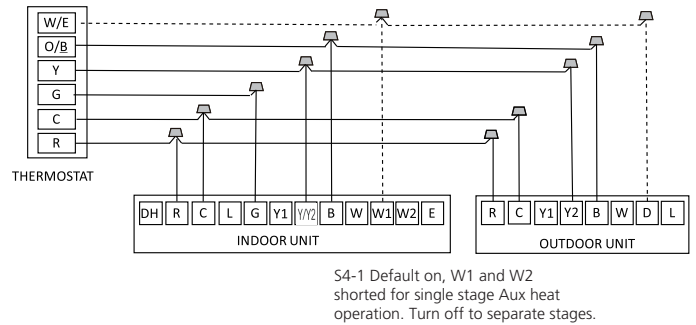 W/E
O/B
Y
G
C
R
THERMOSTAT
DH R C L G Y1 Y/Y2 B W W1 W2 E
INDOOR UNIT
R C Y1 Y2 B W D L
OUTDOOR UNIT
S4-1 Default on, W1 and W2
shorted for single stage Aux heat
operation. Turn off to separate stages.